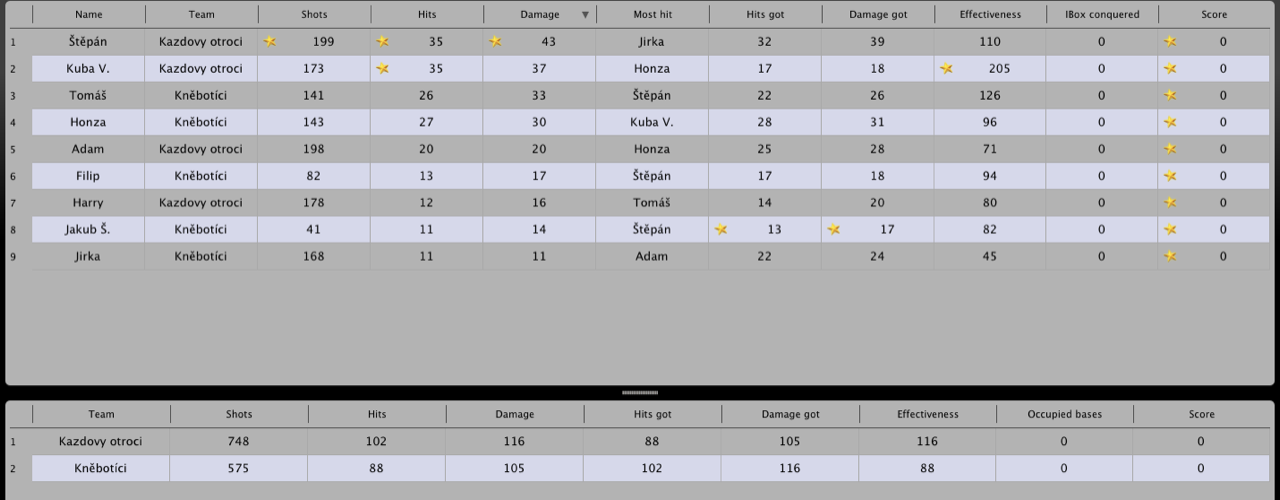 Name Team Shots Hits Damage Most hit Hits got Damage got Effectiveness IBox conquered Score
1 Štěpán Kazdovy otroci 199 35 43 Jirka 32 39 110 0 0
2 Kuba V. Kazdovy otroci 173 35 37 Honza 17 18 205 0 0
3 Tomáš Kněbotíci 141 26 33 Štěpán 22 26 126 0 0
4 Honza Kněbotíci 143 27 30 Kuba V. 28 31 96 0 0
5 Adam Kazdovy otroci 198 20 20 Honza 25 28 71 0 0
6 Filip Kněbotíci 82 13 17 Štěpán 17 18 94 0 0
7 Harry Kazdovy otroci 178 12 16 Tomáš 14 20 80 0 0
8 Jakub Š. Kněbotíci 41 11 14 Štěpán 13 17 82 0 0
9 Jirka Kněbotíci 168 11 11 Adam 22 24 45 0 0
Team Shots Hits Damage Hits got Damage got Effectiveness Occupied bases Score
1 Kazdovy otroci 748 102 116 88 105 116 0 0
2 Kněbotíci 575 88 105 102 116 88 0 0